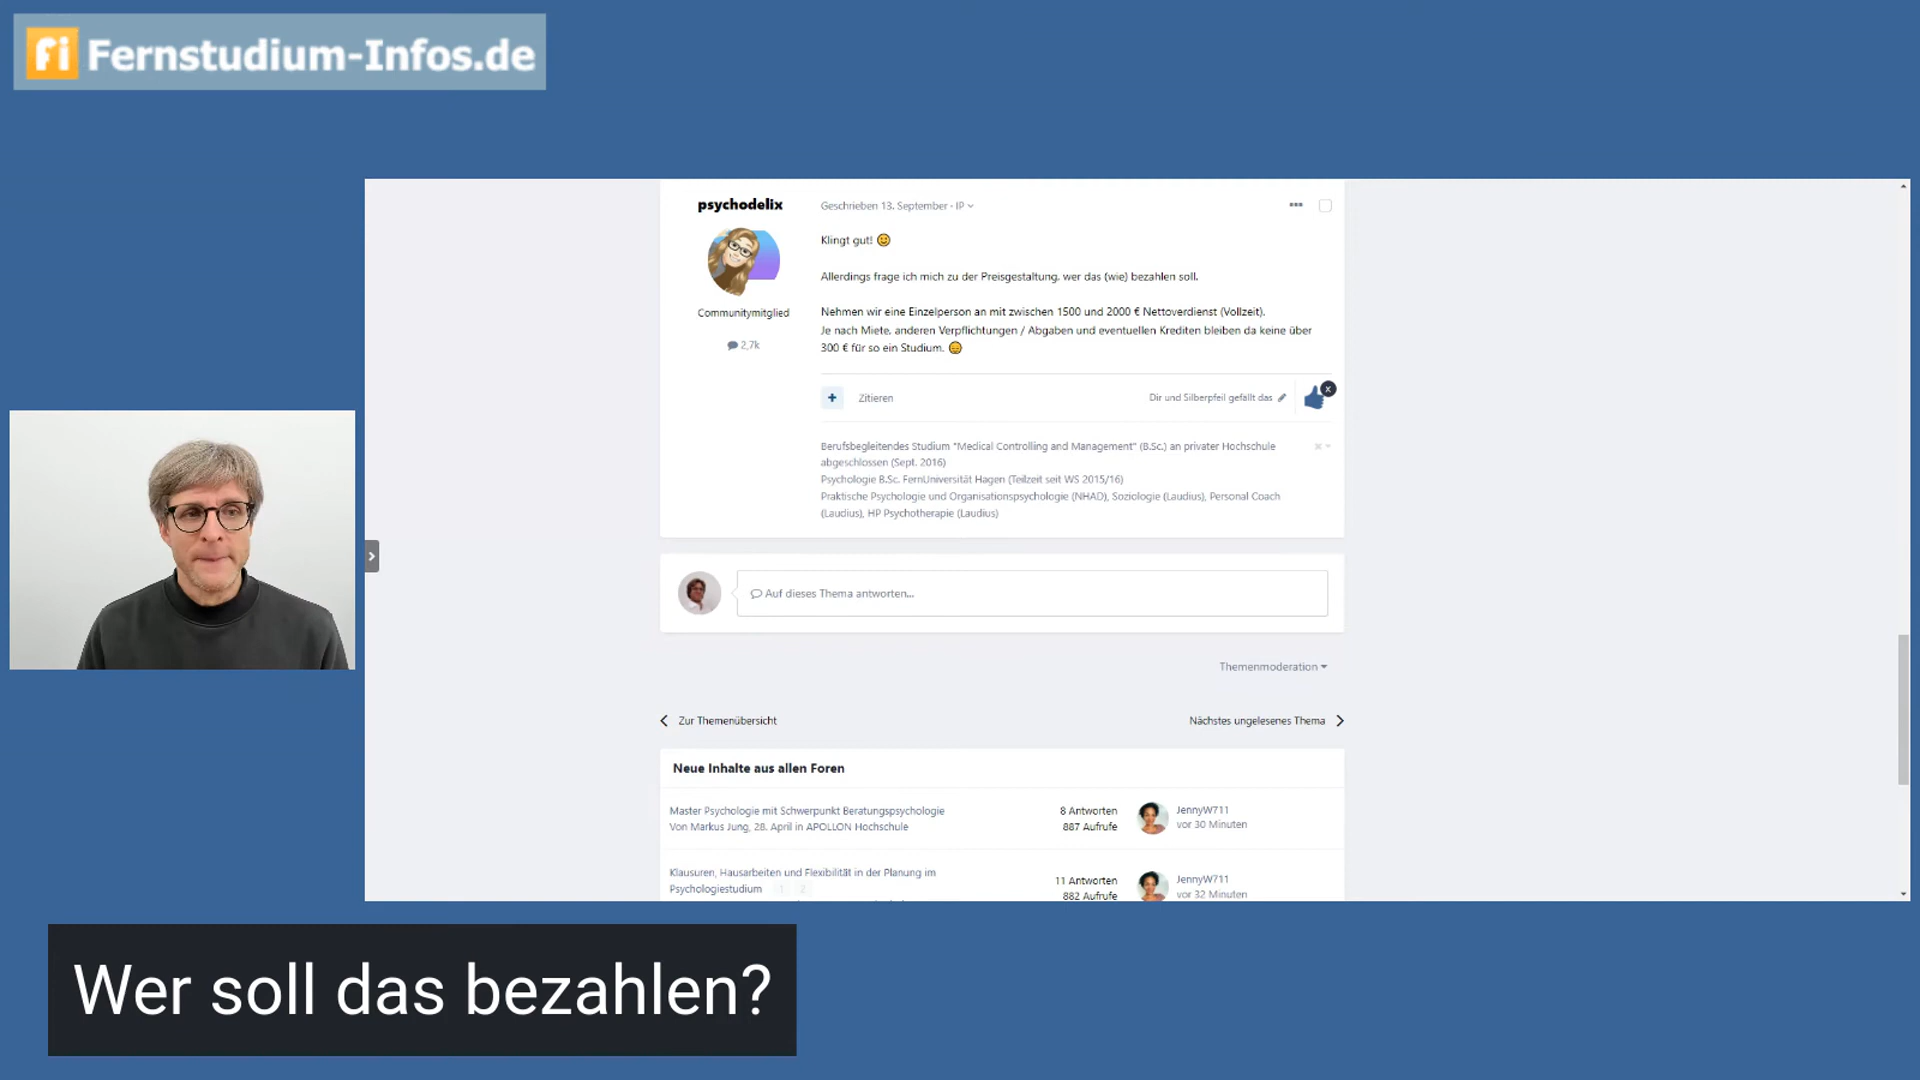 fi Fernstudium-Infos.de
psychodelix
Geschrieben 13. September · IP
Klingt gut!
Allerdings frage ich mich zu der Preisgestaltung, wer das (wie) bezahlen soll.
Nehmen wir eine Einzelperson an mit zwischen 1500 und 2000 € Nettoverdienst (Vollzeit).
Je nach Miete, anderen Verpflichtungen / Abgaben und eventuellen Krediten bleiben da keine über
300 € für so ein Studium.
Communitymitglied
2,7k
Zitieren
Dir und Silberpfeil gefällt das
Berufsbegleitendes Studium "Medical Controlling and Management" (B.Sc.) an privater Hochschule
abgeschlossen (Sept. 2016)
Psychologie B.Sc. FernUniversität Hagen (Teilzeit seit WS 2015/16)
Praktische Psychologie und Organisationspsychologie (NHAD), Soziologie (Laudius), Personal Coach
(Laudius), HP Psychotherapie (Laudius)
Auf dieses Thema antworten...
Themenmoderation
Zur Themenübersicht
Nächstes ungelesenes Thema
Neue Inhalte aus allen Foren
Master Psychologie mit Schwerpunkt Beratungspsychologie
Von Markus Jung, 28. April in APOLLON Hochschule
8 Antworten
887 Aufrufe
JennyW711
vor 30 Minuten
Klausuren, Hausarbeiten und Flexibilität in der Planung im
Psychologiestudium 1 2
11 Antworten
882 Aufrufe
JennyW711
vor 32 Minuten
Wer soll das bezahlen?